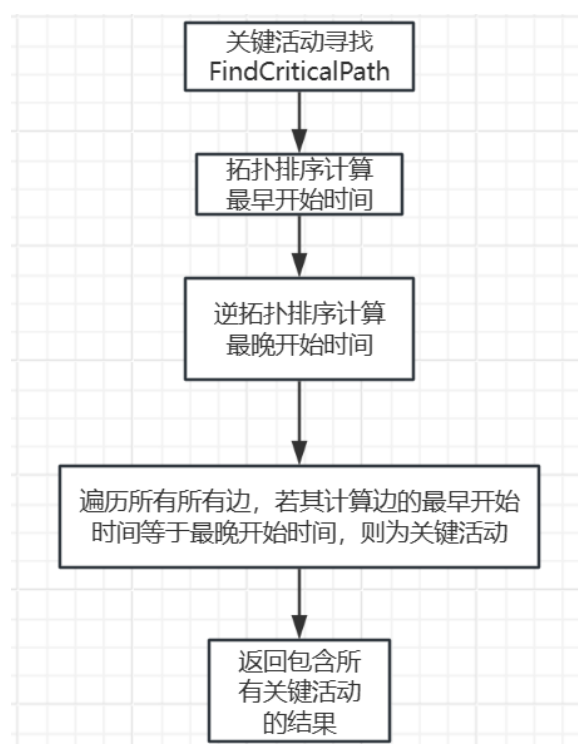 关键活动寻找
FindCriticalPath
拓扑排序计算
最早开始时间
逆拓扑排序计算
最晚开始时间
遍历所有所有边，若其计算边的最早开始
时间等于最晚开始时间，则为关键活动
返回包含所
有关键活动
的结果